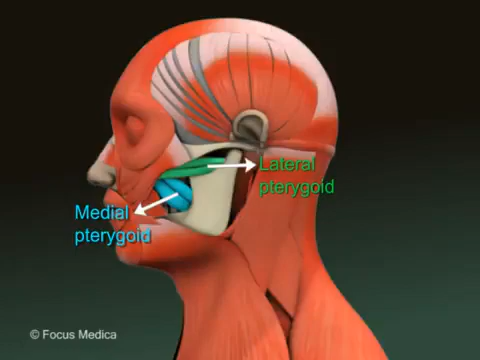 Lateral
pterygoid
Medial
pterygoid
© Focus Medica